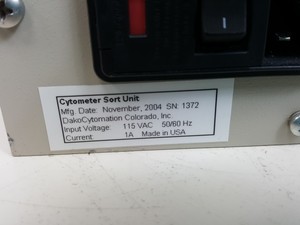 Cytometer Sort Unit
Mfg. Date: November, 2004 SN: 1372
DakoCytomation Colorado, Inc.
Input Voltage: 115 VAC 50/60 Hz
Current: 1A Made in USA